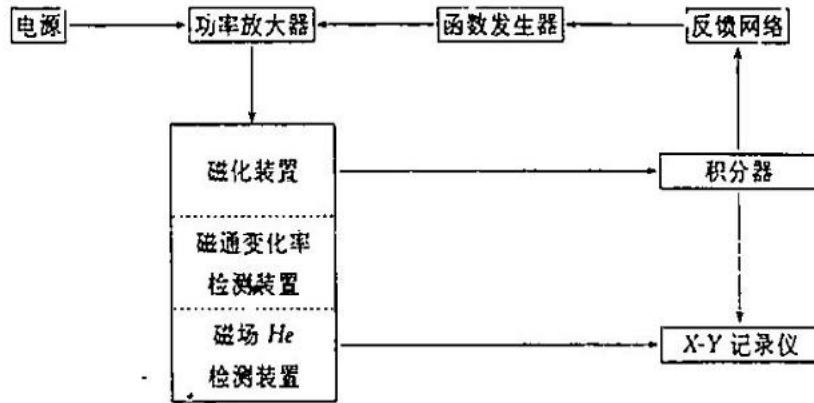 电源
功率放大器
函数发生器
反馈网络
磁化装置
积分器
磁通变化率
检测装置
磁场 He
检测装置
X-Y 记录仪